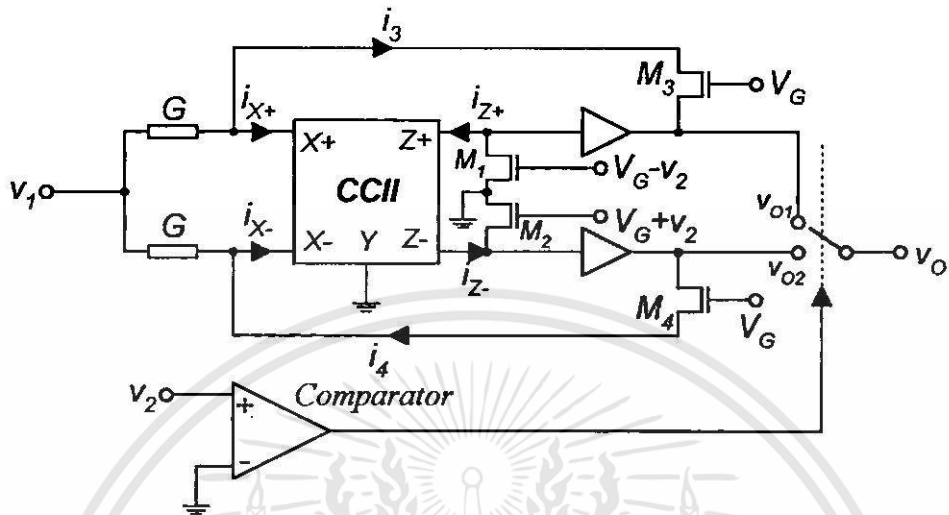 i3
M3
VG
G
iX+
iZ+
X+
Z+
M1
VG-v2
v1
CCII
vO1
G
iX-
X-
Y
Z-
M2
VG+v2
vO2
vO
iZ-
M4
VG
i4
v2
+
-
Comparator